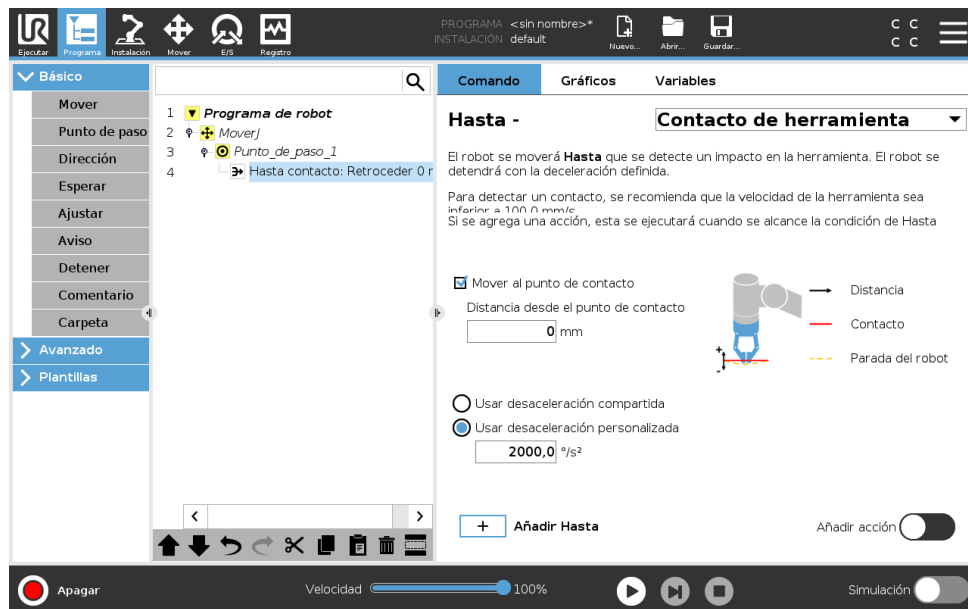 PROGRAMA <sin nombre>*
INSTALACIÓN default
Ejecutar Programa Instalación Mover E/S Registro Nuevo... Abrir... Guardar...
C C
C C
Básico
Mover
Punto de paso
Dirección
Esperar
Ajustar
Aviso
Detener
Comentario
Carpeta
Avanzado
Plantillas
1 Programa de robot
2 MoverJ
3 Punto_de_paso_1
4 Hasta contacto: Retroceder 0 r
Comando Gráficos Variables
Hasta - Contacto de herramienta
El robot se moverá Hasta que se detecte un impacto en la herramienta. El robot se
detendrá con la deceleración definida.
Para detectar un contacto, se recomienda que la velocidad de la herramienta sea
inferior a 100.0 mm/s
Si se agrega una acción, esta se ejecutará cuando se alcance la condición de Hasta
Mover al punto de contacto
Distancia desde el punto de contacto
0 mm
Distancia
Contacto
Parada del robot
+
-
Usar desaceleración compartida
Usar desaceleración personalizada
2000,0 °/s²
+ Añadir Hasta
Añadir acción
Apagar
Velocidad 100%
Simulación